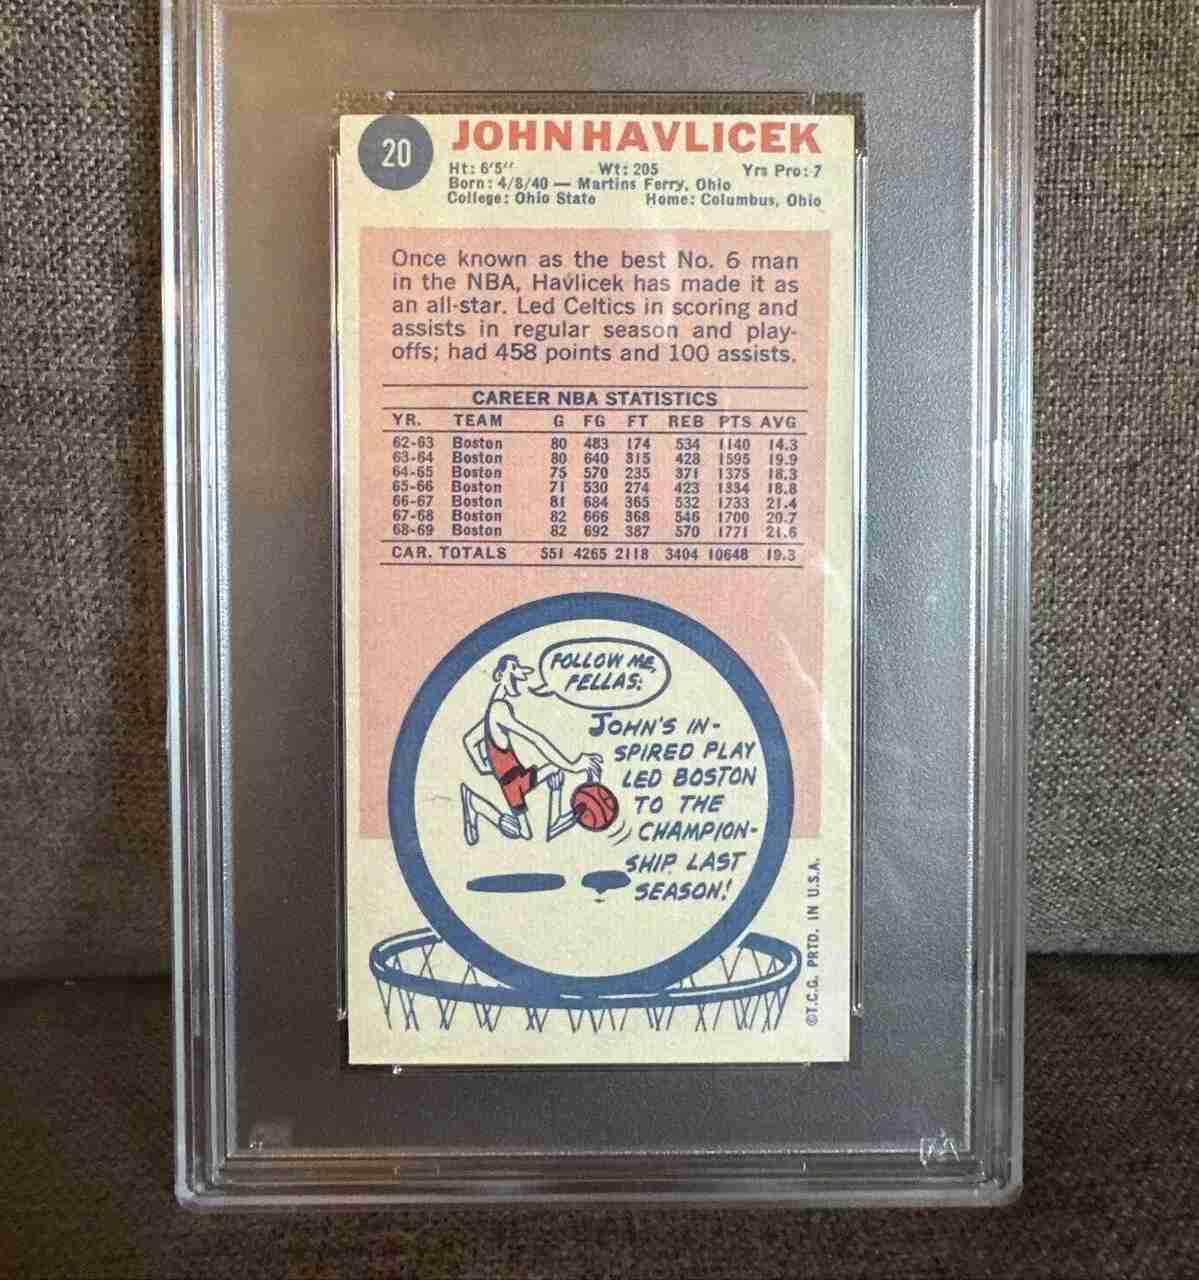 20
JOHN HAVLICEK
Ht: 6'5" Wt: 205 Yrs Pro: 7
Born: 4/8/40 — Martins Ferry, Ohio
College: Ohio State Home: Columbus, Ohio
Once known as the best No. 6 man
in the NBA, Havlicek has made it as
an all-star. Led Celtics in scoring and
assists in regular season and play-
offs; had 458 points and 100 assists.
CAREER NBA STATISTICS
YR. TEAM G FG FT REB PTS AVG
62-63 Boston 80 483 174 534 1140 14.3
63-64 Boston 80 640 315 428 1595 19.9
64-65 Boston 75 570 235 371 1375 18.3
65-66 Boston 71 530 274 423 1334 18.8
66-67 Boston 81 684 365 532 1733 21.4
67-68 Boston 82 666 368 546 1700 20.7
68-69 Boston 82 692 387 570 1771 21.6
CAR. TOTALS 551 4265 2118 3404 10648 19.3
FOLLOW ME,
FELLAS!
JOHN'S IN-
SPIRED PLAY
LED BOSTON
TO THE
CHAMPION-
SHIP LAST
SEASON!
©T.C.G. PRTD. IN U.S.A.